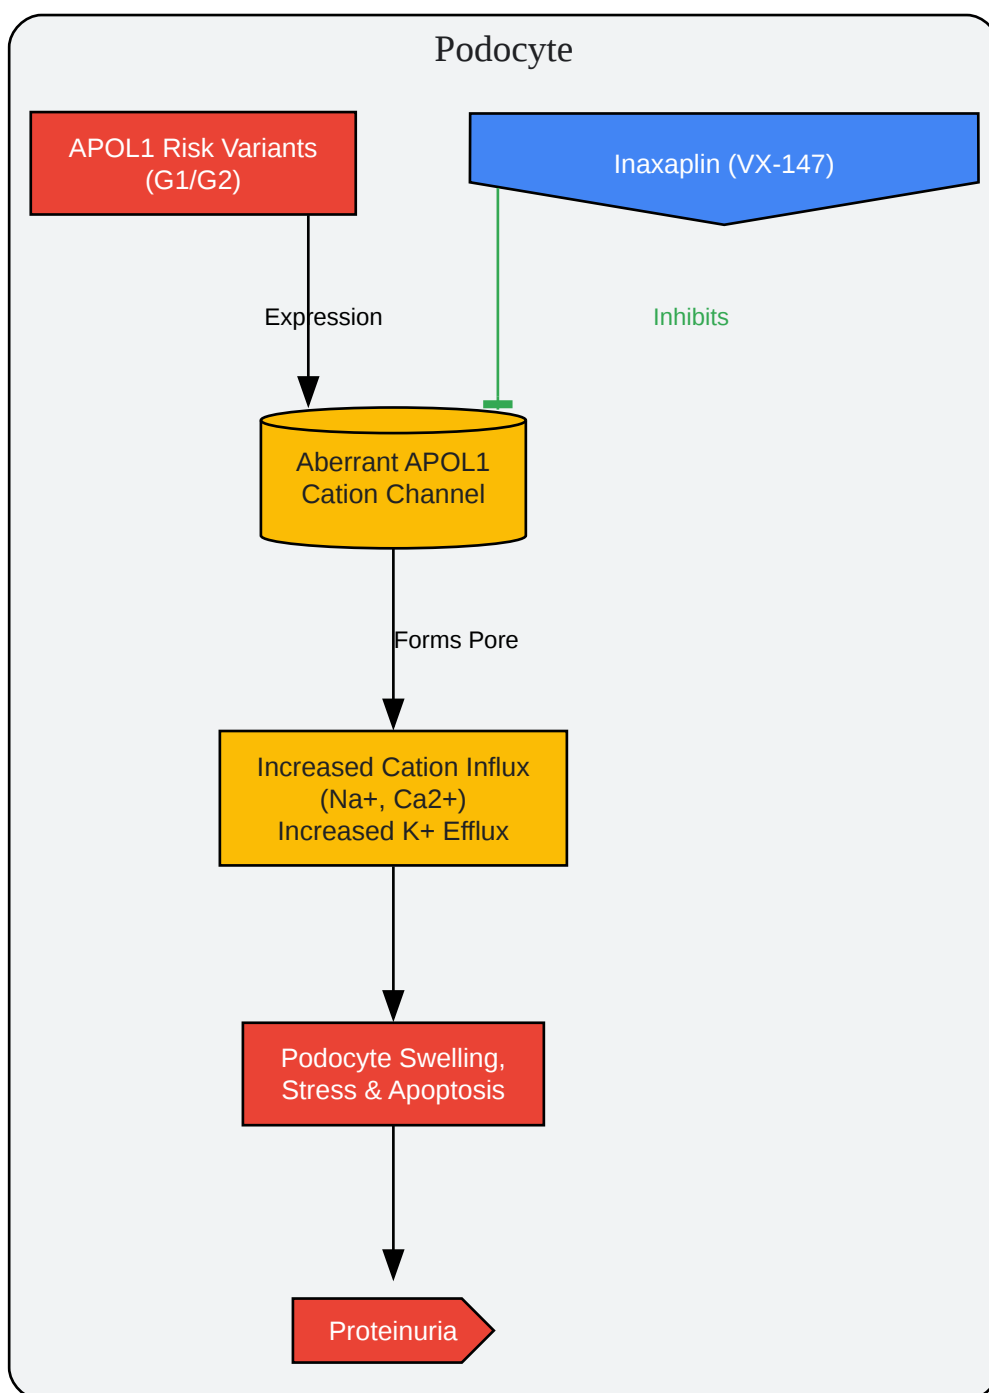 Podocyte
APOL1 Risk Variants
(G1/G2)
Inaxaplin (VX-147)
Expression
Inhibits
Aberrant APOL1
Cation Channel
Forms Pore
Increased Cation Influx
(Na+, Ca2+)
Increased K+ Efflux
Podocyte Swelling,
Stress & Apoptosis
Proteinuria